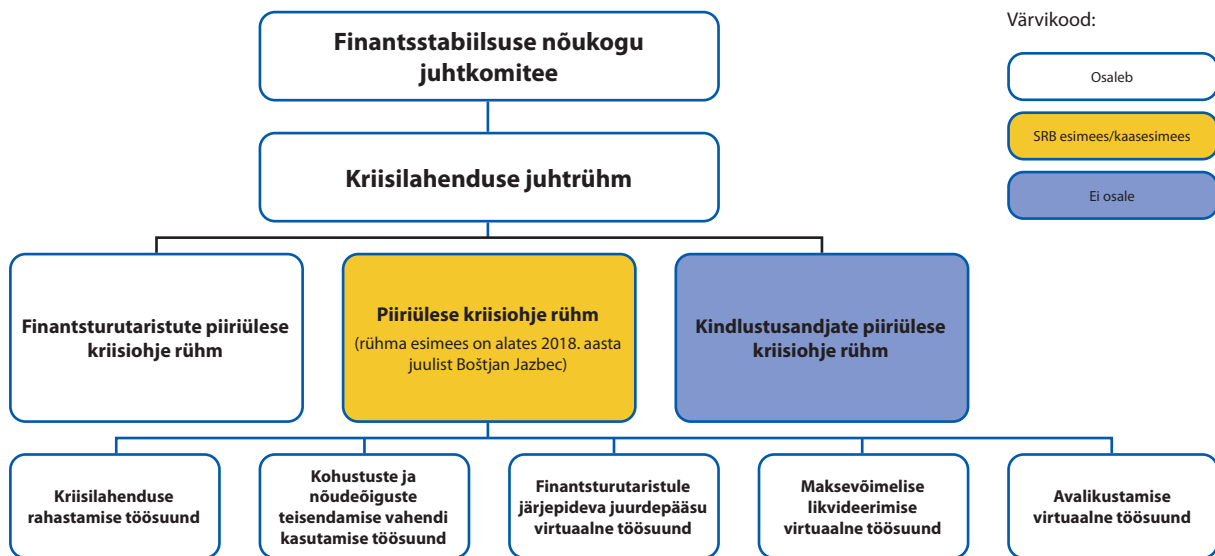 Finantsstabiilsuse nõukogu
juhtkomitee
Värvikood:
Osaleb
SRB esimees/kaasesimees
Ei osale
Kriisilahenduse juhtrühm
Finantsturutaristute piiriülese
kriisiohje rühm
Piiriülese kriisiohje rühm
(rühma esimees on alates 2018. aasta
juulist Boštjan Jazbec)
Kindlustusandjate piiriülese
kriisiohje rühm
Kriisilahenduse
rahastamise töösuund
Kohustuste ja
nõudeõiguste
teisendamise vahendi
kasutamise töösuund
Finantsturutaristule
järjepideva juurdepääsu
virtuaalne töösuund
Maksevõimelise
likvideerimise
virtuaalne töösuund
Avalikustamise
virtuaalne töösuund